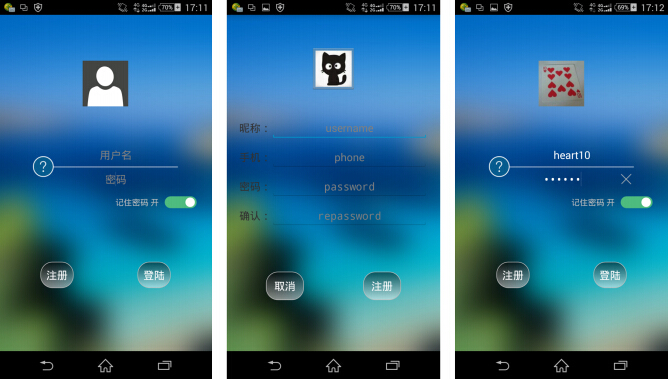 70% 17:11
用户名
?
密码
记住密码 开
注册 登陆
70% 17:11
昵称： username
phone
密码： password
确认： repassword
取消 注册
69% 17:12
heart10
?
••••••
记住密码 开
注册 登陆